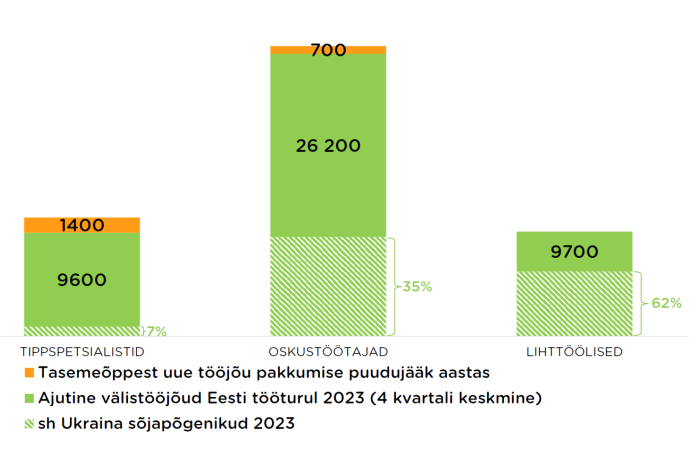 700
26 200
1400
9600
9700
35%
62%
7%
TIPPSPETSIALISTID
OSKUSTÖÖTAJAD
LIHTTÖÖLISED
Tasemeõppest uue tööjõu pakkumise puudujääk aastas
Ajutine välistööjõud Eesti tööturul 2023 (4 kvartali keskmine)
sh Ukraina sõjapõgenikud 2023